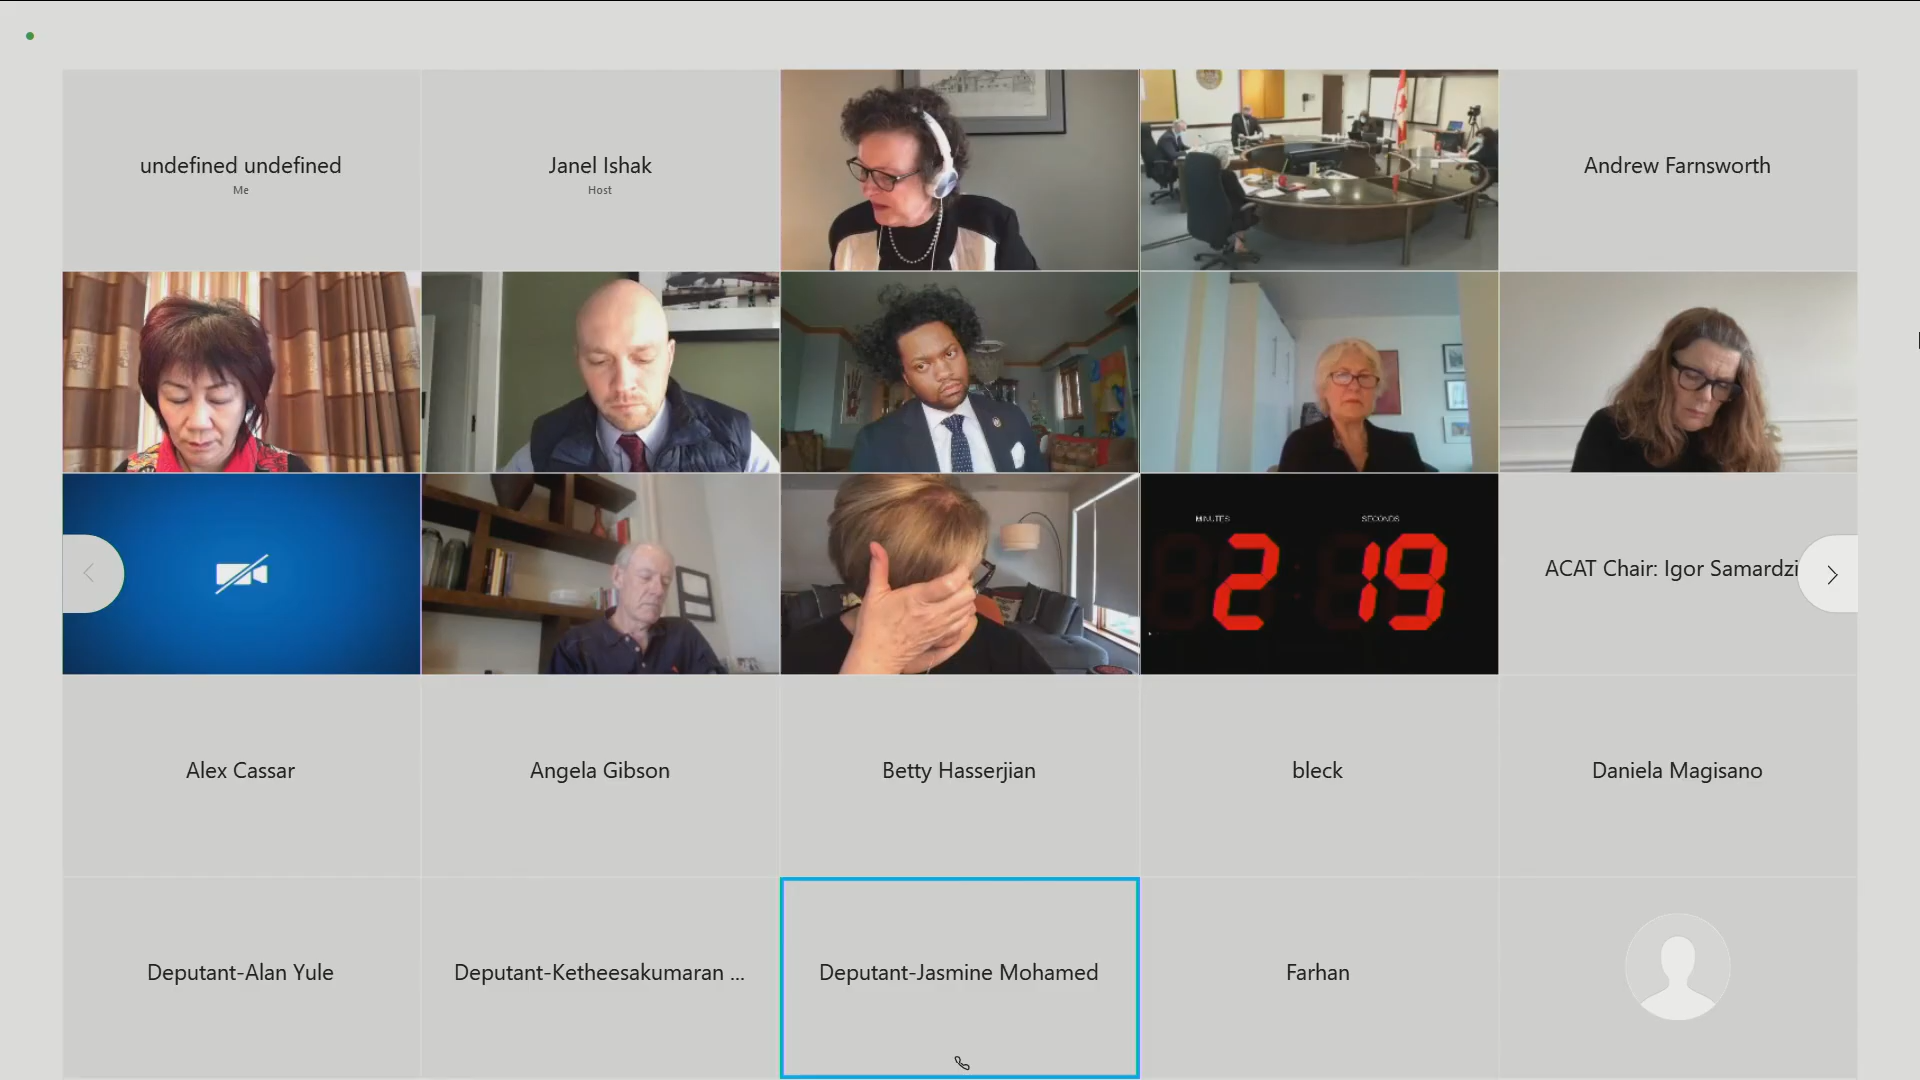 undefined undefined
Me
Janel Ishak
Host
Andrew Farnsworth
MINUTES
SECONDS
2:19
ACAT Chair: Igor Samardzi
Alex Cassar
Angela Gibson
Betty Hasserjian
bleck
Daniela Magisano
Deputant-Alan Yule
Deputant-Ketheesakumaran ...
Deputant-Jasmine Mohamed
Farhan